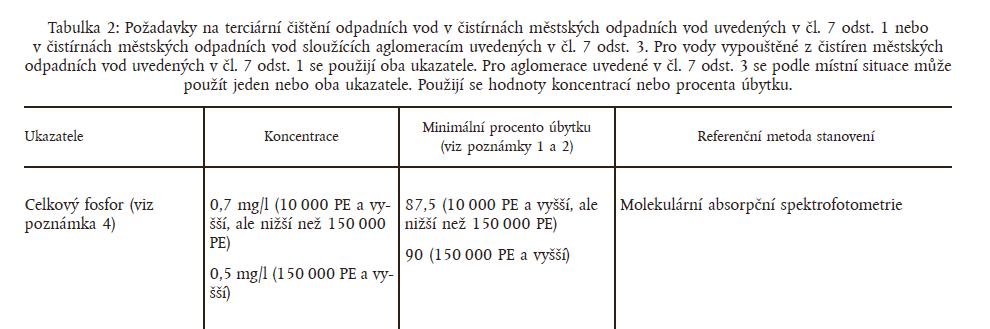 Tabulka 2: Požadavky na terciární čištění odpadních vod v čistírnách městských odpadních vod uvedených v čl. 7 odst. 1 nebo
v čistírnách městských odpadních vod sloužících aglomeracím uvedených v čl. 7 odst. 3. Pro vody vypouštěné z čistíren městských
odpadních vod uvedených v čl. 7 odst. 1 se použijí oba ukazatele. Pro aglomerace uvedené v čl. 7 odst. 3 se podle místní situace může
použít jeden nebo oba ukazatele. Použijí se hodnoty koncentrací nebo procenta úbytku.
Ukazatele
Koncentrace
Minimální procento úbytku
(viz poznámky 1 a 2)
Referenční metoda stanovení
Celkový fosfor (viz
poznámka 4)
0,7 mg/l (10 000 PE a vy-
šší, ale nižší než 150 000
PE)
0,5 mg/l (150 000 PE a vy-
šší)
87,5 (10 000 PE a vyšší, ale
nižší než 150 000 PE)
90 (150 000 PE a vyšší)
Molekulární absorpční spektrofotometrie